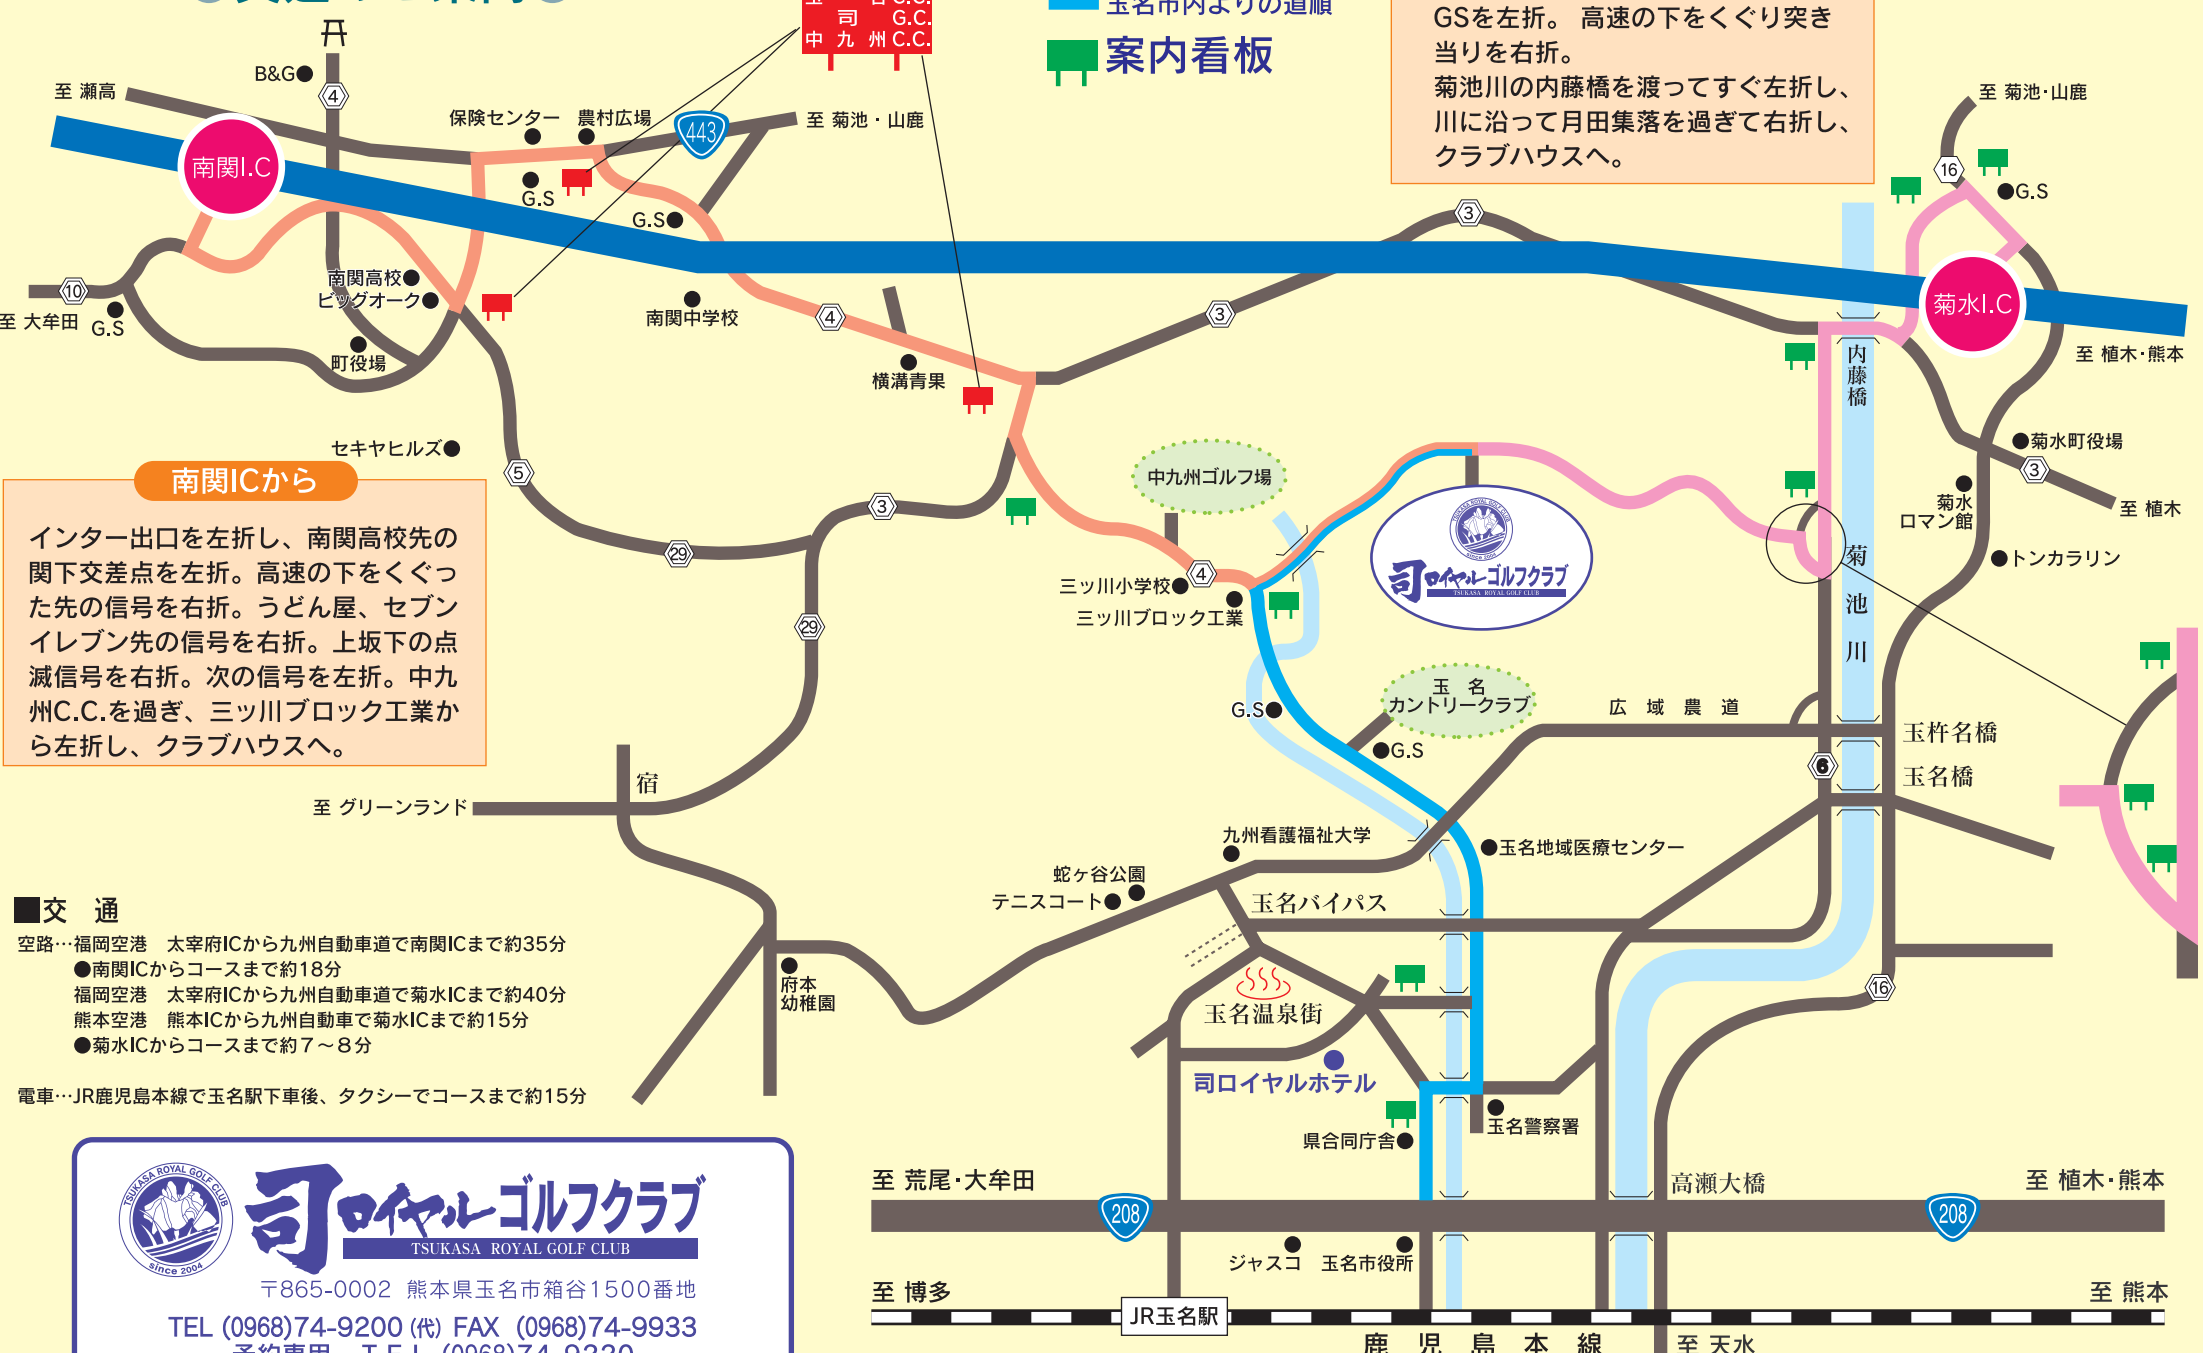 司 G.C.
中 九 州 C.C.
玉名市内よりの道順
案内看板
GSを左折。 高速の下をくぐり突き
当りを右折。
菊池川の内藤橋を渡ってすぐ左折し、
川に沿って月田集落を過ぎて右折し、
クラブハウスへ。
B&G
4
至 瀬高
保険センター
農村広場
443
至 菊池・山鹿
至 菊池・山鹿
南関I.C
G.S
G.S
16
G.S
3
南関高校
ビッグオーク
10
至 大牟田
G.S
町役場
南関中学校
4
3
横溝青果
菊水I.C
至 植木・熊本
内藤橋
セキヤヒルズ
5
中九州ゴルフ場
菊水町役場
3
菊水
ロマン館
至 植木
南関ICから
インター出口を左折し、南関高校先の
関下交差点を左折。高速の下をくぐっ
た先の信号を右折。うどん屋、セブン
イレブン先の信号を右折。上坂下の点
滅信号を右折。次の信号を左折。中九
州C.C.を過ぎ、三ッ川ブロック工業か
ら左折し、クラブハウスへ。
3
29
29
三ッ川小学校
4
三ッ川ブロック工業
TSUKASA ROYAL GOLF CLUB
since 2004
司ロイヤルゴルフクラブ
TSUKASA ROYAL GOLF CLUB
菊池川
トンカラリン
G.S
玉 名
カントリークラブ
G.S
広 域 農 道
玉杵名橋
6
玉名橋
宿
至 グリーンランド
九州看護福祉大学
玉名地域医療センター
蛇ヶ谷公園
テニスコート
玉名バイパス
■交 通
空路…福岡空港 太宰府ICから九州自動車道で南関ICまで約35分
●南関ICからコースまで約18分
福岡空港 太宰府ICから九州自動車道で菊水ICまで約40分
熊本空港 熊本ICから九州自動車で菊水ICまで約15分
●菊水ICからコースまで約7〜8分
電車…JR鹿児島本線で玉名駅下車後、タクシーでコースまで約15分
府本
幼稚園
玉名温泉街
16
司ロイヤルホテル
県合同庁舎
玉名警察署
至 荒尾・大牟田
高瀬大橋
至 植木・熊本
208
208
ジャスコ
玉名市役所
至 博多
至 熊本
JR玉名駅
鹿 児 島 本 線
至 天水
TSUKASA ROYAL GOLF CLUB
since 2004
司ロイヤルゴルフクラブ
TSUKASA ROYAL GOLF CLUB
〒865-0002 熊本県玉名市箱谷1500番地
TEL (0968)74-9200 (代) FAX (0968)74-9933